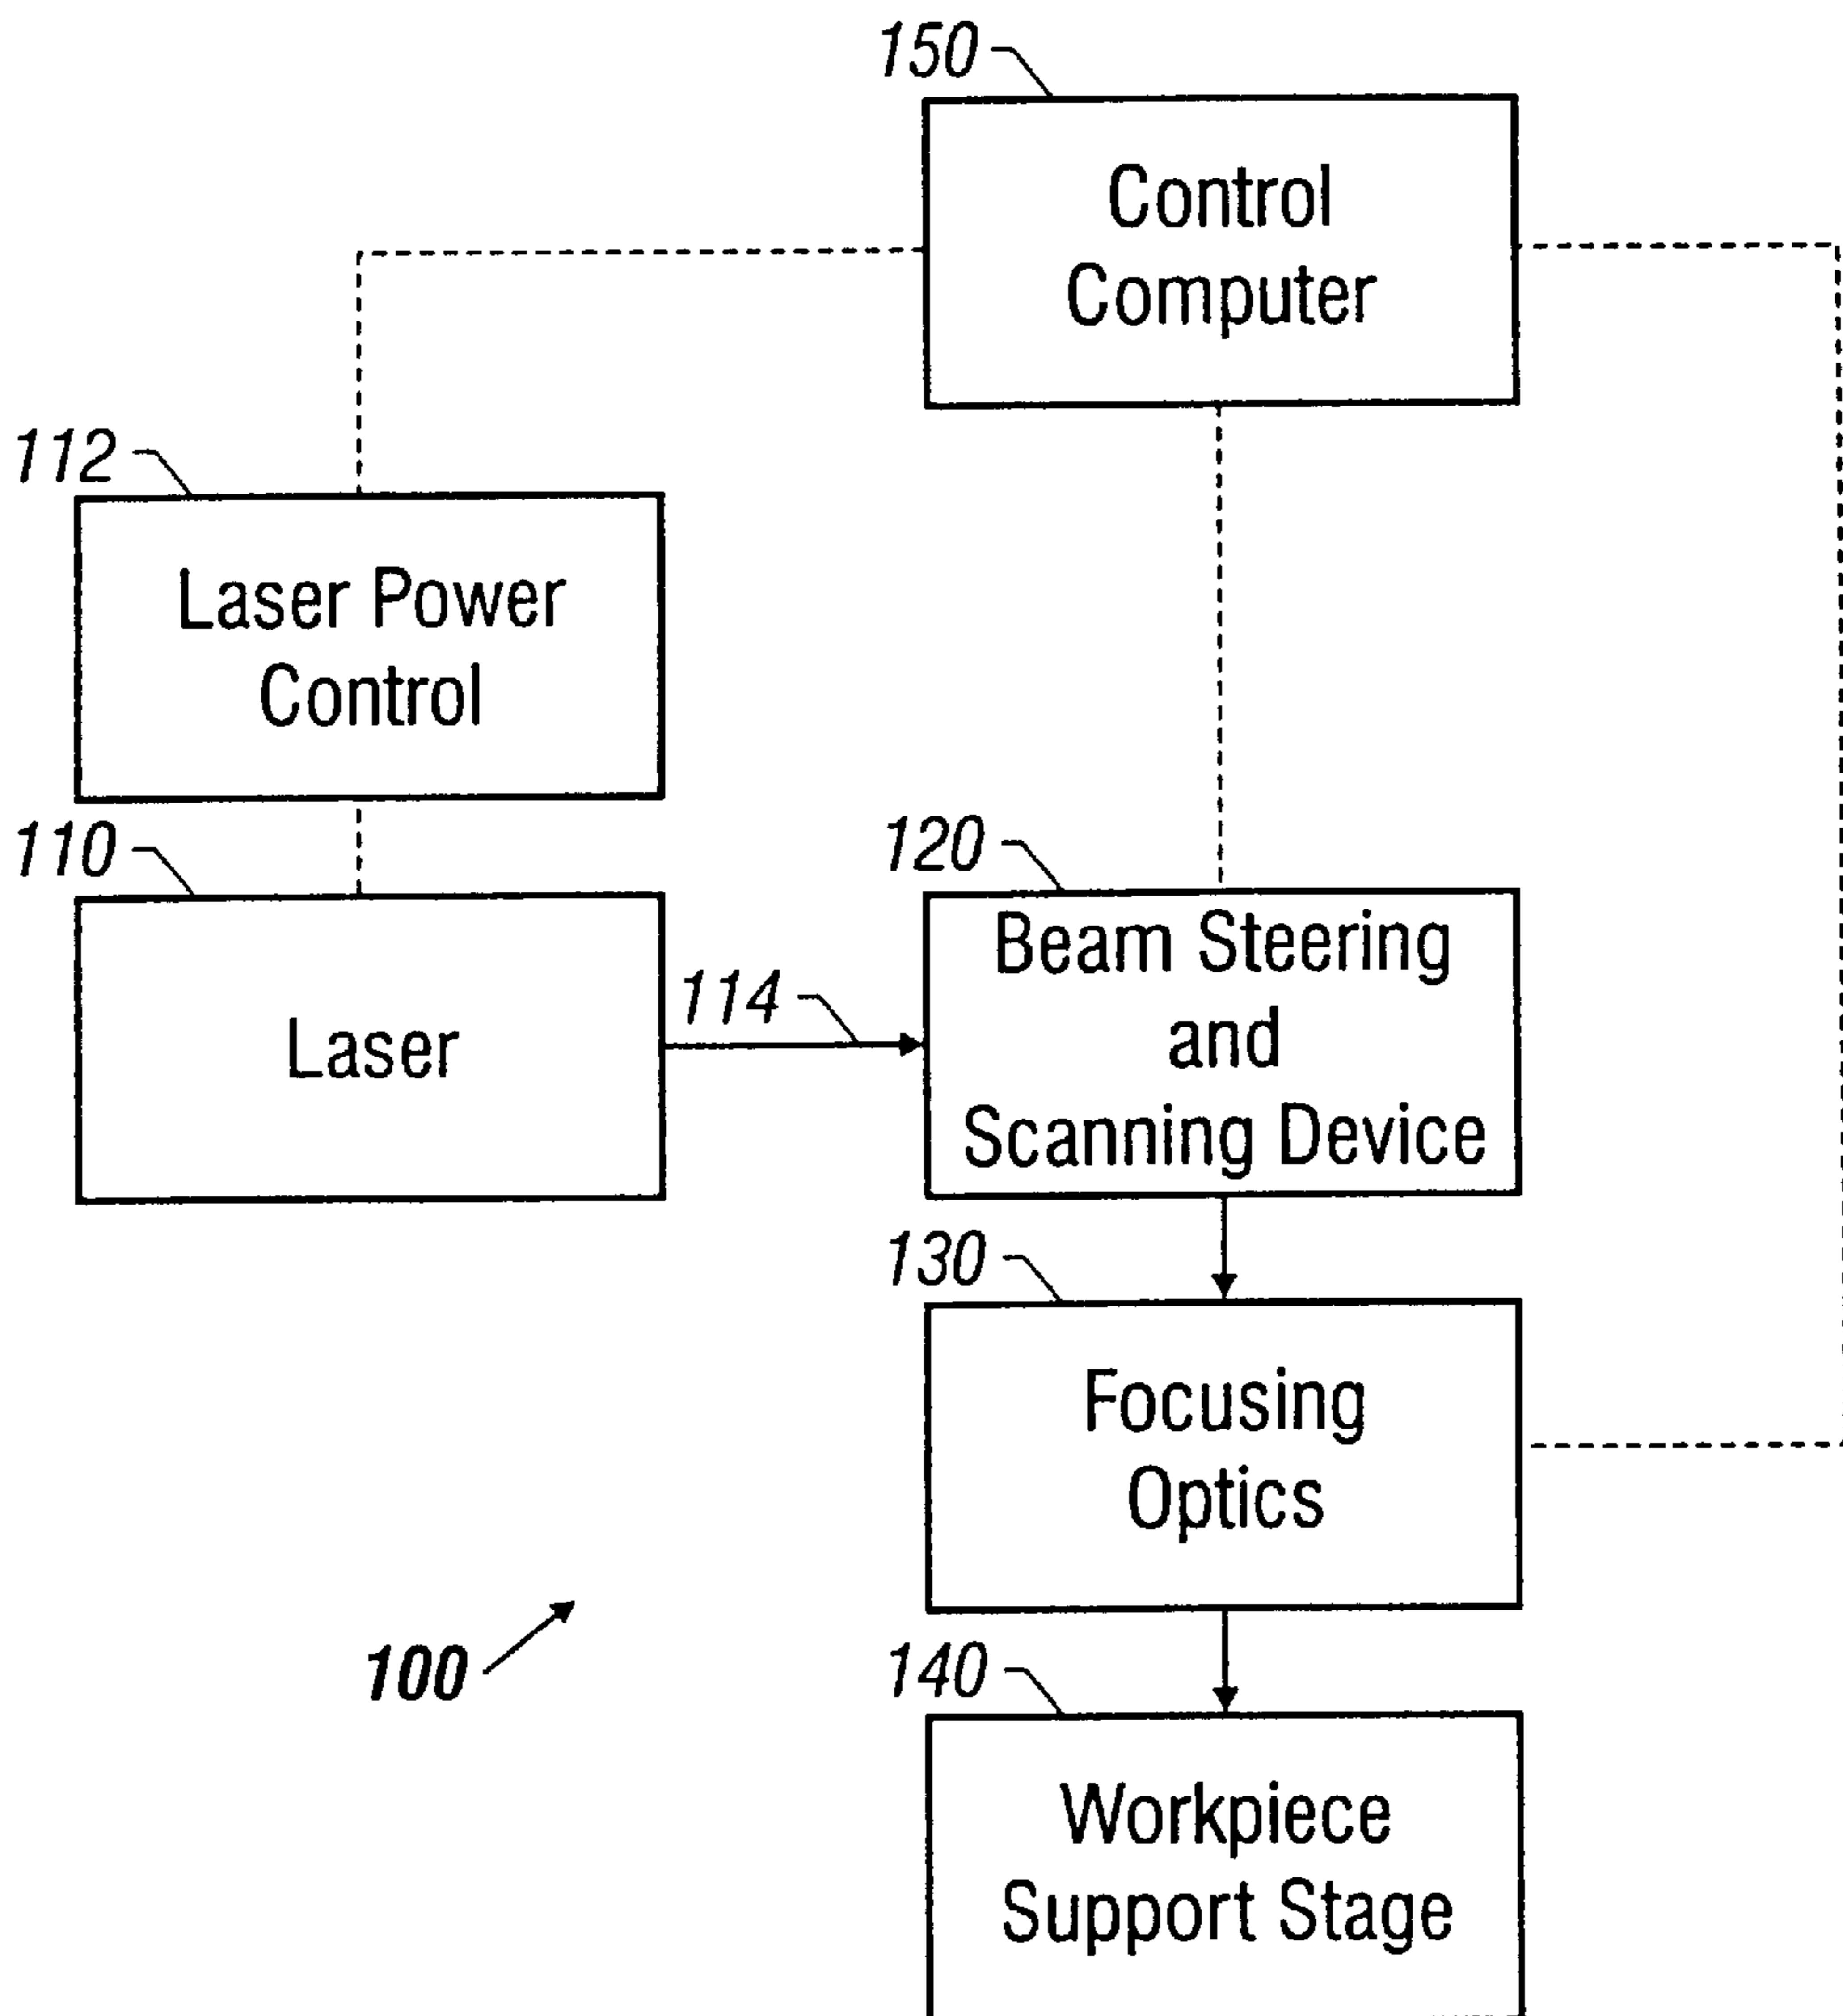 150
Control
Computer
112
Laser Power
Control
110
Laser
114
120
Beam Steering
and
Scanning Device
130
Focusing
Optics
100
140
Workpiece
Support Stage